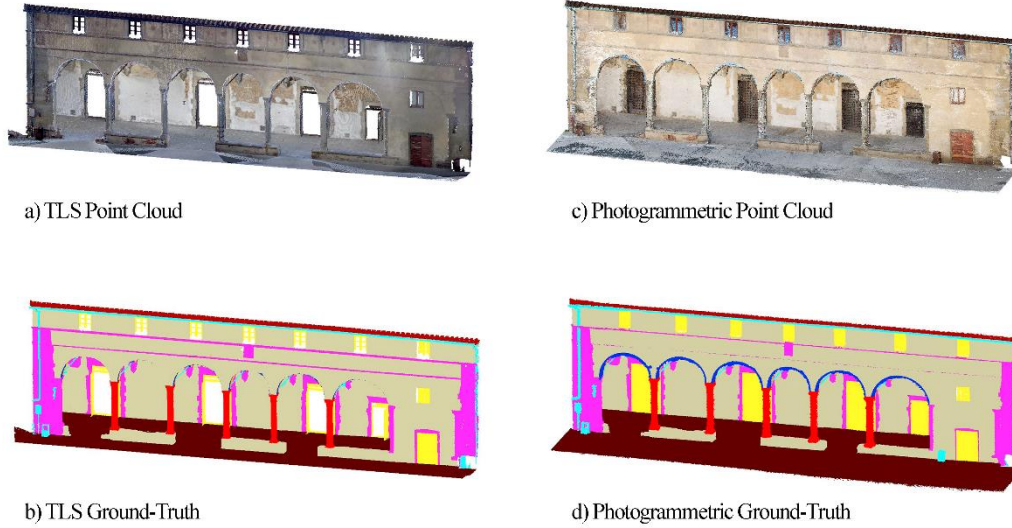 a) TLS Point Cloud
c) Photogrammetric Point Cloud
b) TLS Ground-Truth
d) Photogrammetric Ground-Truth